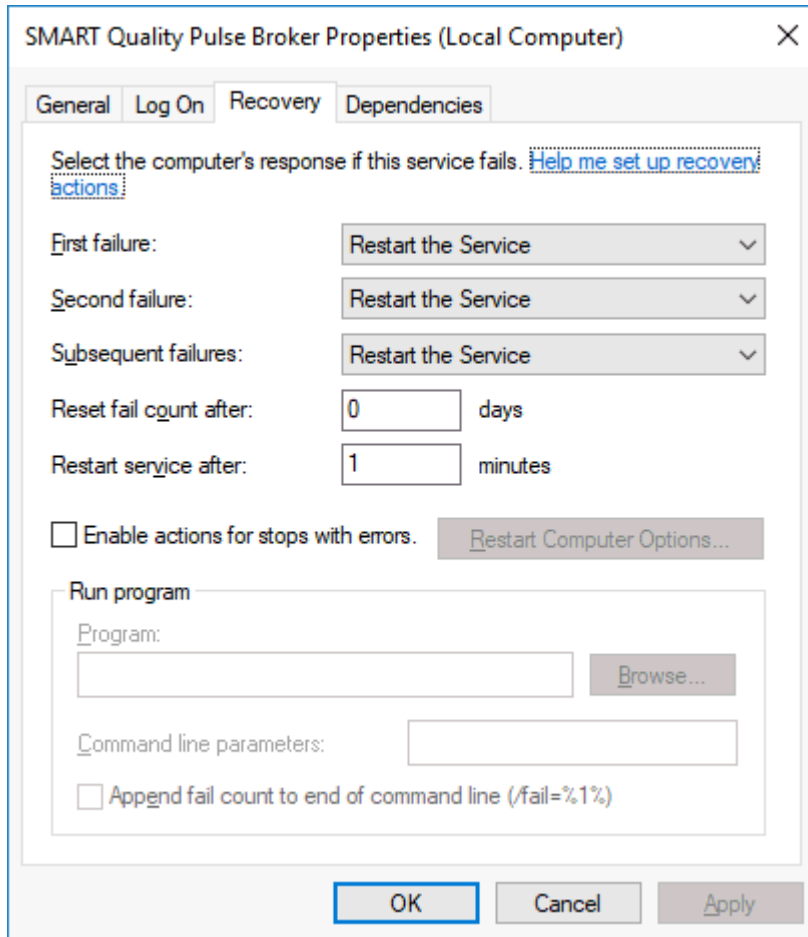 SMART Quality Pulse Broker Properties (Local Computer)
General Log On Recovery Dependencies
Select the computer's response if this service fails. Help me set up recovery
actions.
First failure: Restart the Service
Second failure: Restart the Service
Subsequent failures: Restart the Service
Reset fail count after: 0 days
Restart service after: 1 minutes
Enable actions for stops with errors. Restart Computer Options...
Run program
Program:
Browse...
Command line parameters:
Append fail count to end of command line (/fail=%1%)
OK Cancel Apply